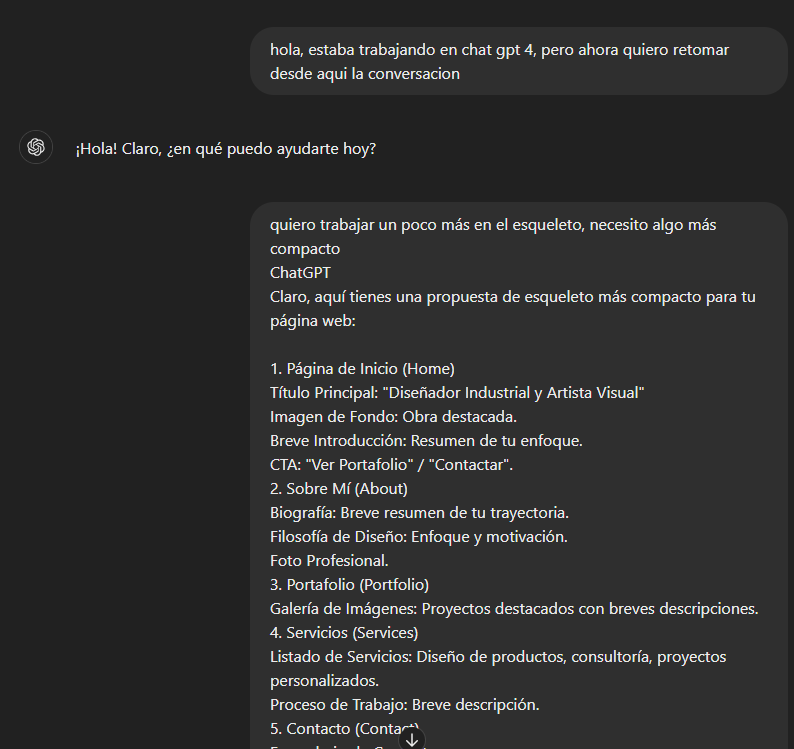 hola, estaba trabajando en chat gpt 4, pero ahora quiero retomar
desde aqui la conversacion
¡Hola! Claro, ¿en qué puedo ayudarte hoy?
quiero trabajar un poco más en el esqueleto, necesito algo más
compacto
ChatGPT
Claro, aquí tienes una propuesta de esqueleto más compacto para tu
página web:
1. Página de Inicio (Home)
Título Principal: "Diseñador Industrial y Artista Visual"
Imagen de Fondo: Obra destacada.
Breve Introducción: Resumen de tu enfoque.
CTA: "Ver Portafolio" / "Contactar".
2. Sobre Mí (About)
Biografía: Breve resumen de tu trayectoria.
Filosofía de Diseño: Enfoque y motivación.
Foto Profesional.
3. Portafolio (Portfolio)
Galería de Imágenes: Proyectos destacados con breves descripciones.
4. Servicios (Services)
Listado de Servicios: Diseño de productos, consultoría, proyectos
personalizados.
Proceso de Trabajo: Breve descripción.
5. Contacto (Contact)